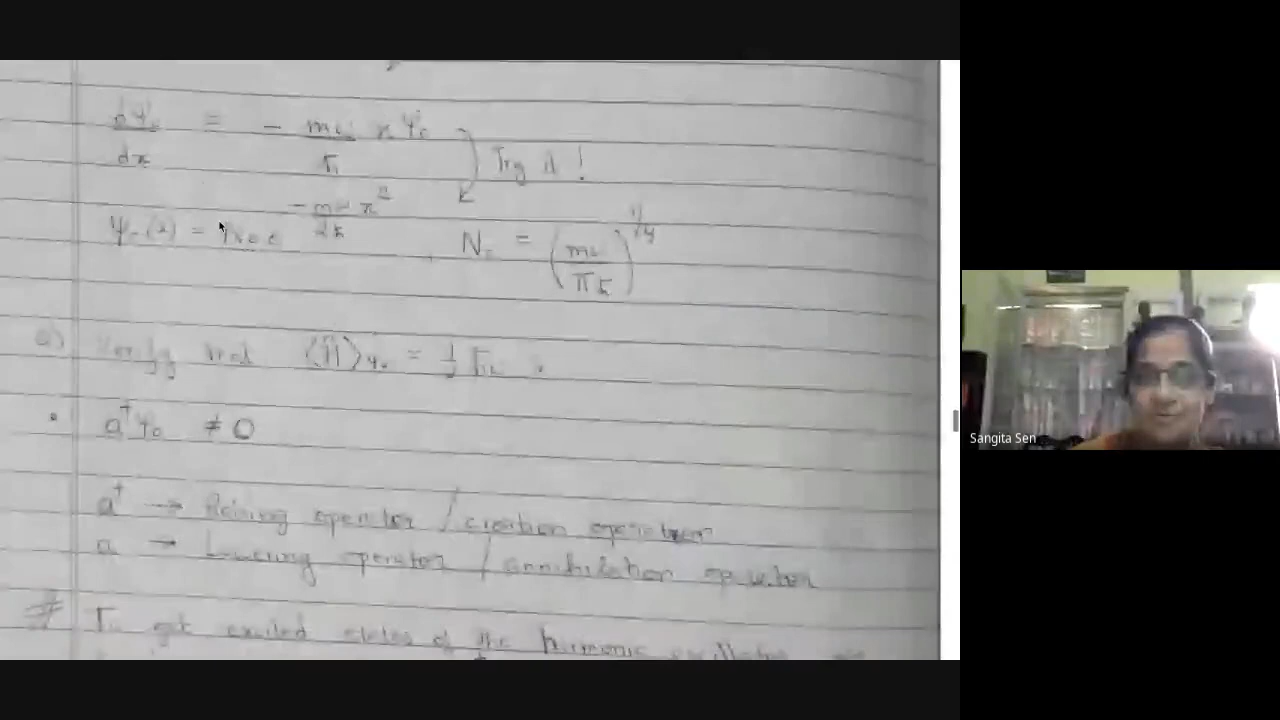 dψ₀/dx = - mω/ħ x ψ₀ Try it !
ψ₀(x) = N₀ e^(-mω/2ħ x²) , N₀ = (mω/πħ)^(1/4)
Q) Verify that ⟨Ĥ⟩ψ₀ = 1/2 ħω .
• a†ψ₀ ≠ 0
a† → Raising operator / creation operator
a → Lowering operator / annihilation operator
# To get excited states of the harmonic oscillator
Sangita Sen